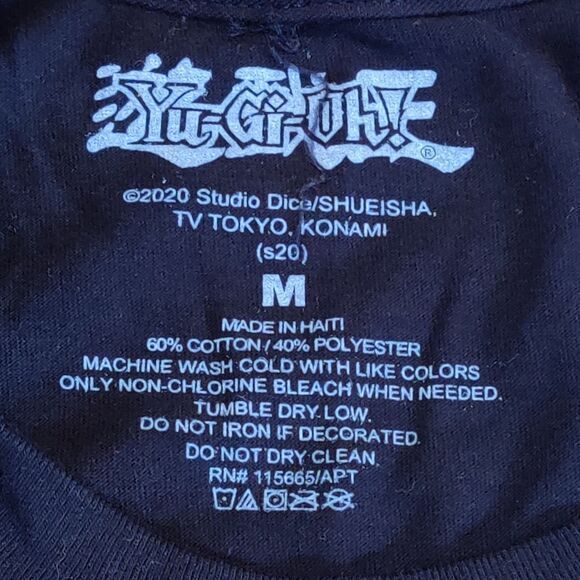 Yu-Gi-Oh!
®
©2020 Studio Dice/SHUEISHA,
TV TOKYO, KONAMI
(s20)
M
MADE IN HAITI
60% COTTON / 40% POLYESTER
MACHINE WASH COLD WITH LIKE COLORS
ONLY NON-CHLORINE BLEACH WHEN NEEDED.
TUMBLE DRY LOW.
DO NOT IRON IF DECORATED.
DO NOT DRY CLEAN.
RN# 115665/APT